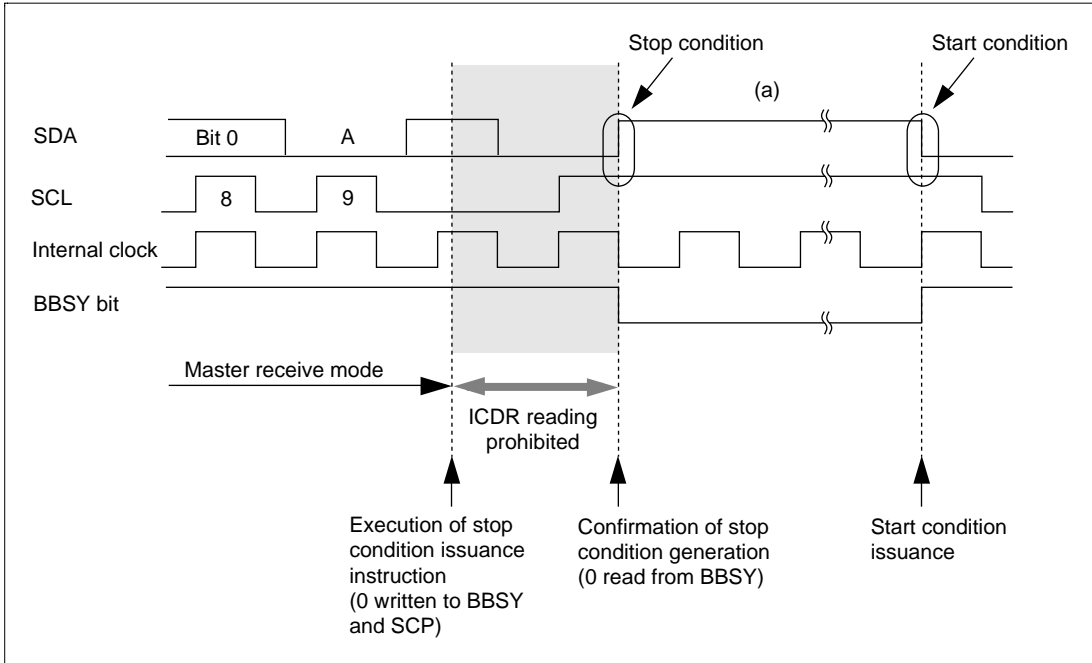 Stop condition
Start condition
(a)
SDA
Bit 0
A
SCL
8
9
Internal clock
BBSY bit
Master receive mode
ICDR reading
prohibited
Execution of stop
condition issuance
instruction
(0 written to BBSY
and SCP)
Confirmation of stop
condition generation
(0 read from BBSY)
Start condition
issuance